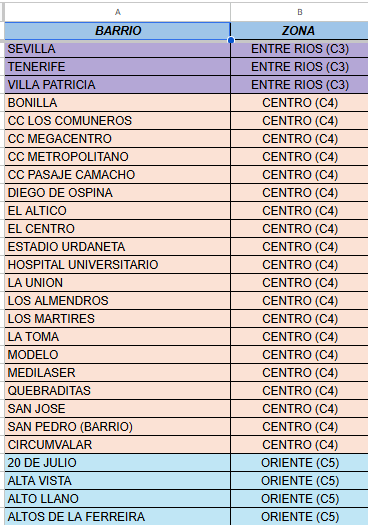 A B
BARRIO ZONA
SEVILLA ENTRE RIOS (C3)
TENERIFE ENTRE RIOS (C3)
VILLA PATRICIA ENTRE RIOS (C3)
BONILLA CENTRO (C4)
CC LOS COMUNEROS CENTRO (C4)
CC MEGACENTRO CENTRO (C4)
CC METROPOLITANO CENTRO (C4)
CC PASAJE CAMACHO CENTRO (C4)
DIEGO DE OSPINA CENTRO (C4)
EL ALTICO CENTRO (C4)
EL CENTRO CENTRO (C4)
ESTADIO URDANETA CENTRO (C4)
HOSPITAL UNIVERSITARIO CENTRO (C4)
LA UNION CENTRO (C4)
LOS ALMENDROS CENTRO (C4)
LOS MARTIRES CENTRO (C4)
LA TOMA CENTRO (C4)
MODELO CENTRO (C4)
MEDILASER CENTRO (C4)
QUEBRADITAS CENTRO (C4)
SAN JOSE CENTRO (C4)
SAN PEDRO (BARRIO) CENTRO (C4)
CIRCUMVALAR CENTRO (C4)
20 DE JULIO ORIENTE (C5)
ALTA VISTA ORIENTE (C5)
ALTO LLANO ORIENTE (C5)
ALTOS DE LA FERREIRA ORIENTE (C5)